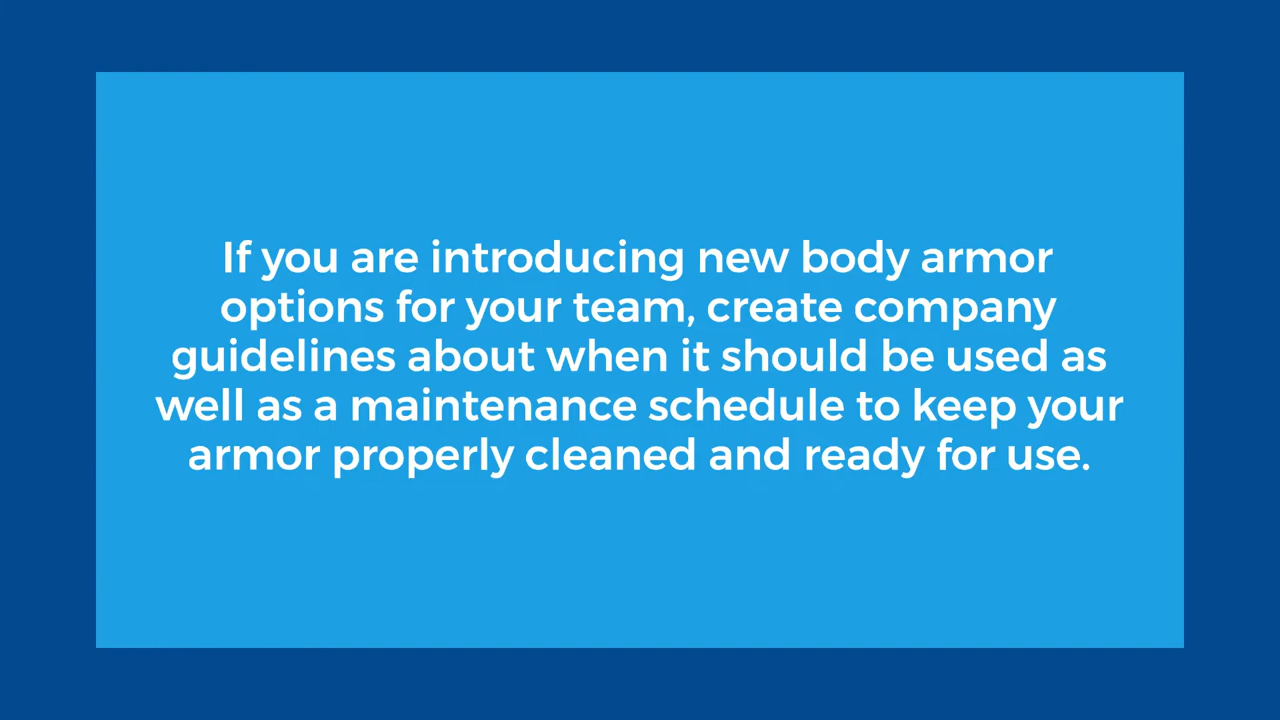 If you are introducing new body armor
options for your team, create company
guidelines about when it should be used as
well as a maintenance schedule to keep your
armor properly cleaned and ready for use.